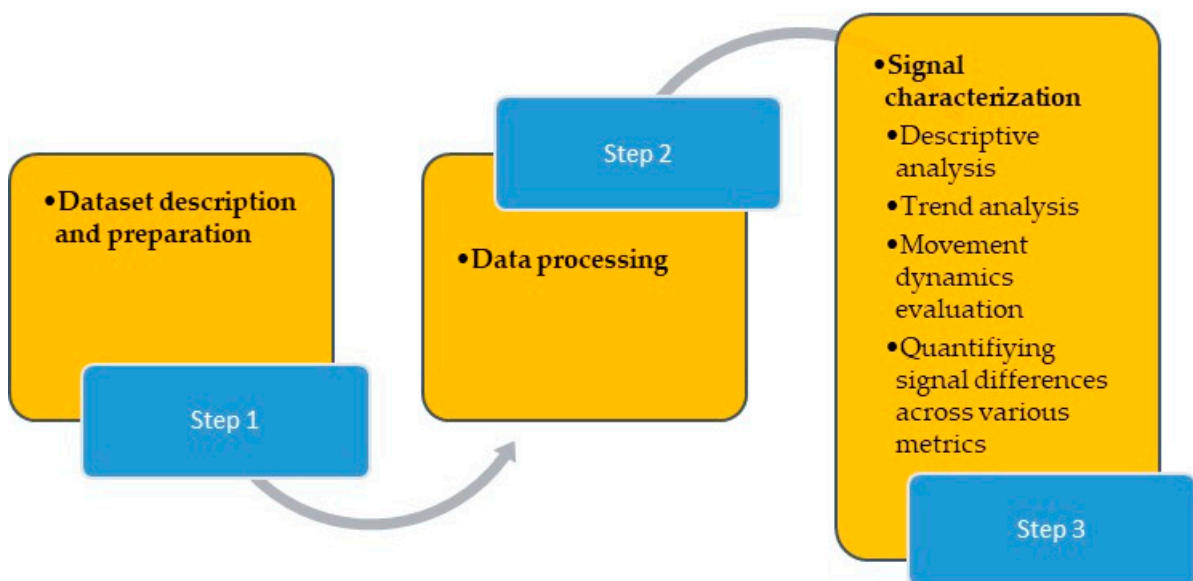 •Dataset description
and preparation
Step 1
Step 2
•Data processing
•Signal
characterization
•Descriptive
analysis
•Trend analysis
•Movement
dynamics
evaluation
•Quantifiying
signal differences
across various
metrics
Step 3